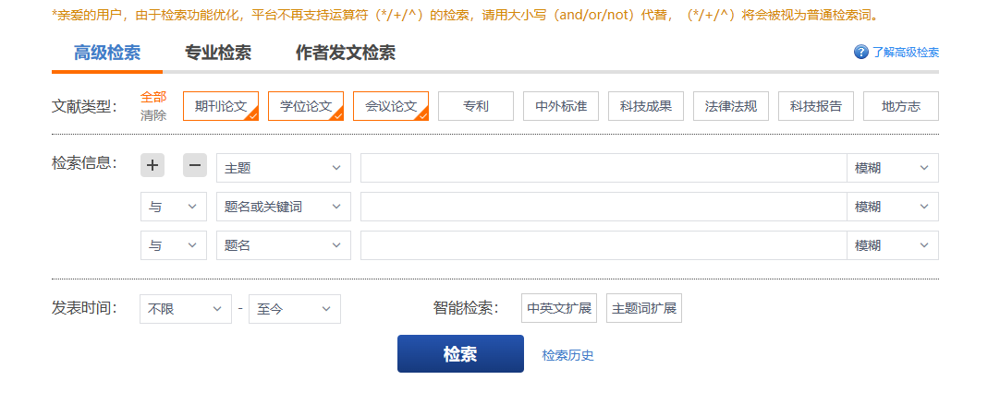 *亲爱的用户，由于检索功能优化，平台不再支持运算符（*/+/^）的检索，请用大小写（and/or/not）代替，（*/+/^）将会被视为普通检索词。
高级检索 专业检索 作者发文检索 ? 了解高级检索
文献类型： 全部 清除 期刊论文 学位论文 会议论文 专利 中外标准 科技成果 法律法规 科技报告 地方志
检索信息： + − 主题 模糊
与 题名或关键词 模糊
与 题名 模糊
发表时间： 不限 - 至今 智能检索： 中英文扩展 主题词扩展
检索 检索历史